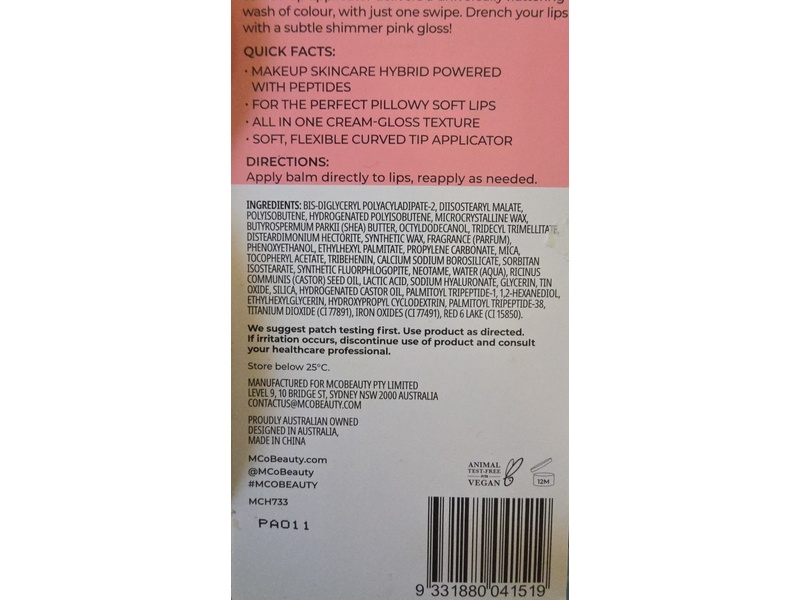 wash of colour, with just one swipe. Drench your lips
with a subtle shimmer pink gloss!
QUICK FACTS:
• MAKEUP SKINCARE HYBRID POWERED
WITH PEPTIDES
• FOR THE PERFECT PILLOWY SOFT LIPS
• ALL IN ONE CREAM-GLOSS TEXTURE
• SOFT, FLEXIBLE CURVED TIP APPLICATOR
DIRECTIONS:
Apply balm directly to lips, reapply as needed.
INGREDIENTS: BIS-DIGLYCERYL POLYACYLADIPATE-2, DIISOSTEARYL MALATE,
POLYISOBUTENE, HYDROGENATED POLYISOBUTENE, MICROCRYSTALLINE WAX,
BUTYROSPERMUM PARKII (SHEA) BUTTER, OCTYLDODECANOL, TRIDECYL TRIMELLITATE,
DISTEARDIMONIUM HECTORITE, SYNTHETIC WAX, FRAGRANCE (PARFUM),
PHENOXYETHANOL, ETHYLHEXYL PALMITATE, PROPYLENE CARBONATE, MICA,
TOCOPHERYL ACETATE, TRIBEHENIN, CALCIUM SODIUM BOROSILICATE, SORBITAN
ISOSTEARATE, SYNTHETIC FLUORPHLOGOPITE, NEOTAME, WATER (AQUA), RICINUS
COMMUNIS (CASTOR) SEED OIL, LACTIC ACID, SODIUM HYALURONATE, GLYCERIN, TIN
OXIDE, SILICA, HYDROGENATED CASTOR OIL, PALMITOYL TRIPEPTIDE-1, 1,2-HEXANEDIOL,
ETHYLHEXYLGLYCERIN, HYDROXYPROPYL CYCLODEXTRIN, PALMITOYL TRIPEPTIDE-38,
TITANIUM DIOXIDE (CI 77891), IRON OXIDES (CI 77491), RED 6 LAKE (CI 15850).
We suggest patch testing first. Use product as directed.
If irritation occurs, discontinue use of product and consult
your healthcare professional.
Store below 25°C.
MANUFACTURED FOR MCOBEAUTY PTY LIMITED
LEVEL 9, 10 BRIDGE ST, SYDNEY NSW 2000 AUSTRALIA
CONTACTUS@MCOBEAUTY.COM
PROUDLY AUSTRALIAN OWNED
DESIGNED IN AUSTRALIA,
MADE IN CHINA
MCoBeauty.com
@MCoBeauty
#MCOBEAUTY
MCH733
PA011
ANIMAL
TEST-FREE
VEGAN
12M
9 331880 041519